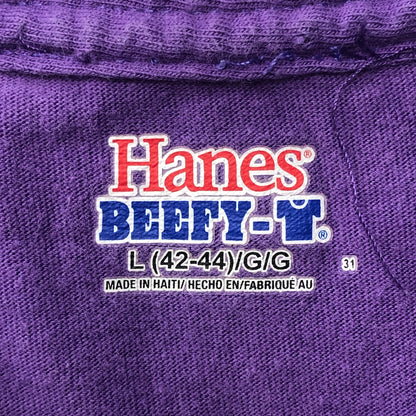 Hanes®
BEEFY-T®
L (42-44)/G/G
31
MADE IN HAITI/ HECHO EN/FABRIQUÉ AU